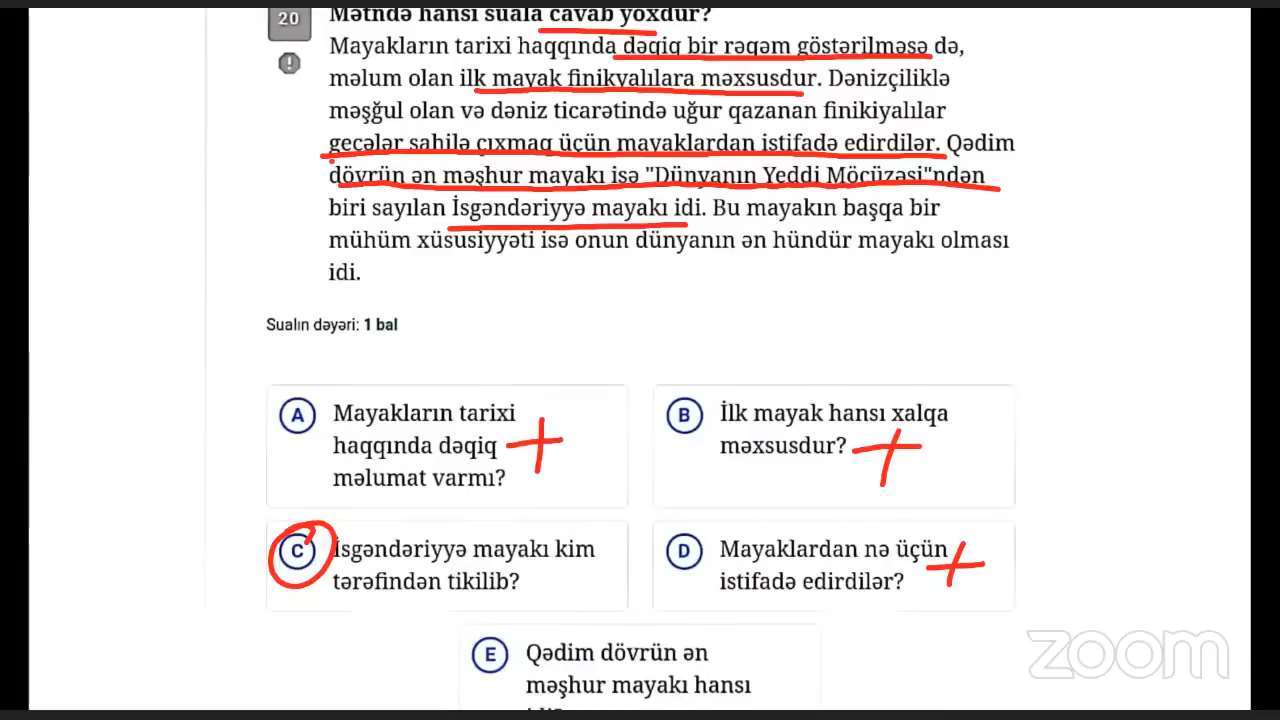 20
Mətndə hansı suala cavab yoxdur?
Mayakların tarixi haqqında dəqiq bir rəqəm göstərilməsə də,
məlum olan ilk mayak finikyalılara məxsusdur. Dənizçiliklə
məşğul olan və dəniz ticarətində uğur qazanan finikiyalılar
gecələr sahilə çıxmaq üçün mayaklardan istifadə edirdilər. Qədim
dövrün ən məşhur mayakı isə "Dünyanın Yeddi Möcüzəsi"ndən
biri sayılan İsgəndəriyyə mayakı idi. Bu mayakın başqa bir
mühüm xüsusiyyəti isə onun dünyanın ən hündür mayakı olması
idi.
Sualın dəyəri: 1 bal
A Mayakların tarixi
haqqında dəqiq
məlumat varmı?
B İlk mayak hansı xalqa
məxsusdur?
C İsgəndəriyyə mayakı kim
tərəfindən tikilib?
D Mayaklardan nə üçün
istifadə edirdilər?
E Qədim dövrün ən
məşhur mayakı hansı
zoom